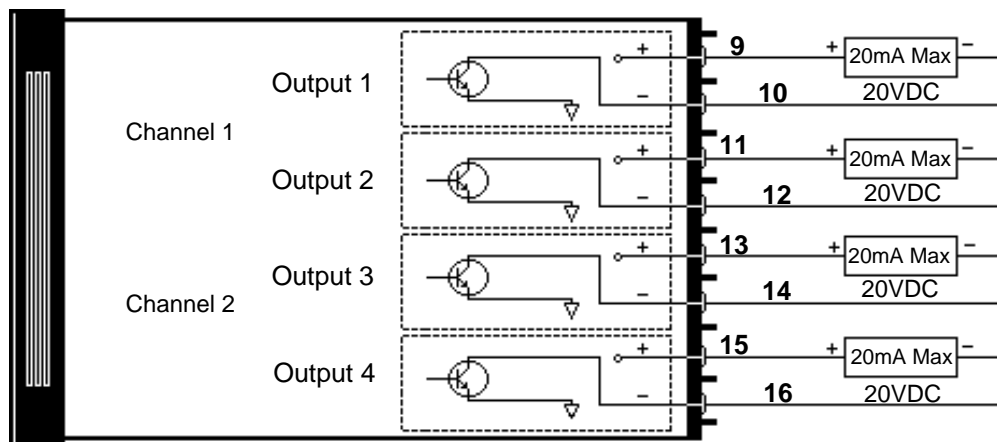 Channel 1
Output 1
+
−
9
10
+
20mA Max
−
20VDC
Output 2
+
−
11
12
+
20mA Max
−
20VDC
Channel 2
Output 3
+
−
13
14
+
20mA Max
−
20VDC
Output 4
+
−
15
16
+
20mA Max
−
20VDC